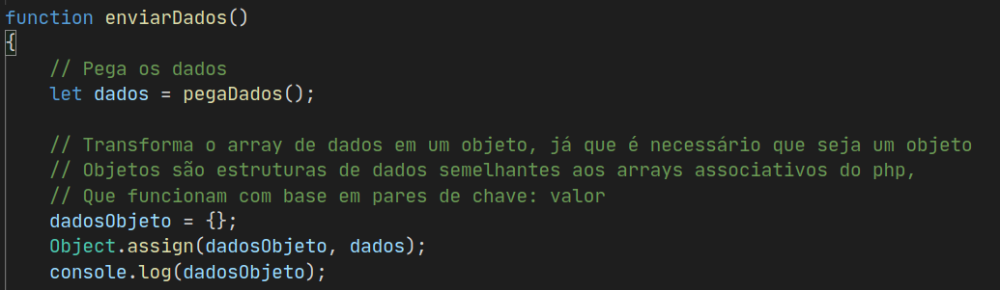 function enviarDados()
{
// Pega os dados
let dados = pegaDados();
// Transforma o array de dados em um objeto, já que é necessário que seja um objeto
// Objetos são estruturas de dados semelhantes aos arrays associativos do php,
// Que funcionam com base em pares de chave: valor
dadosObjeto = {};
Object.assign(dadosObjeto, dados);
console.log(dadosObjeto);